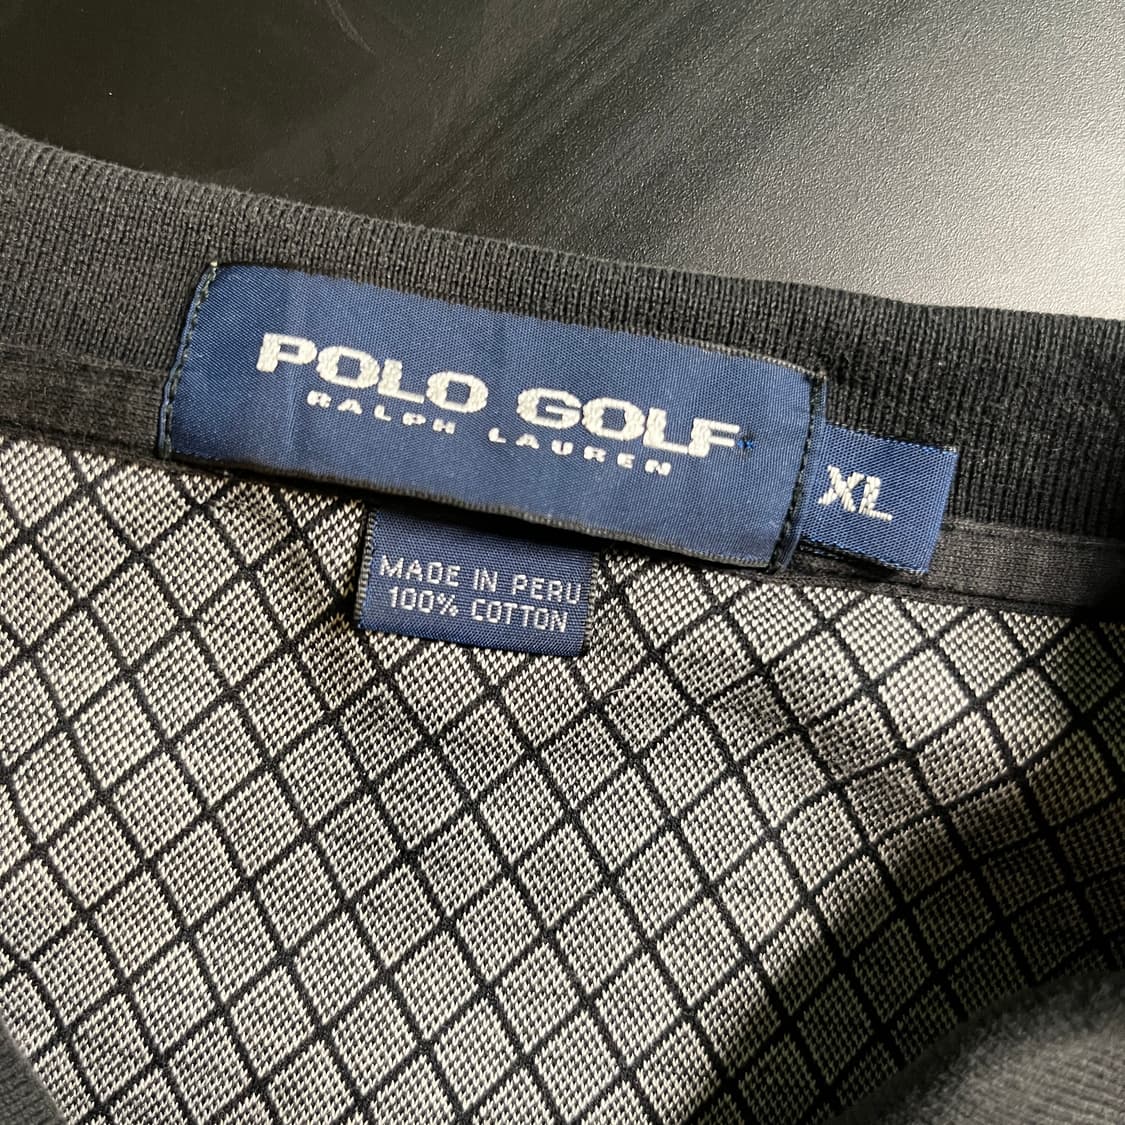 POLO GOLF
RALPH LAUREN
XL
MADE IN PERU
100% COTTON